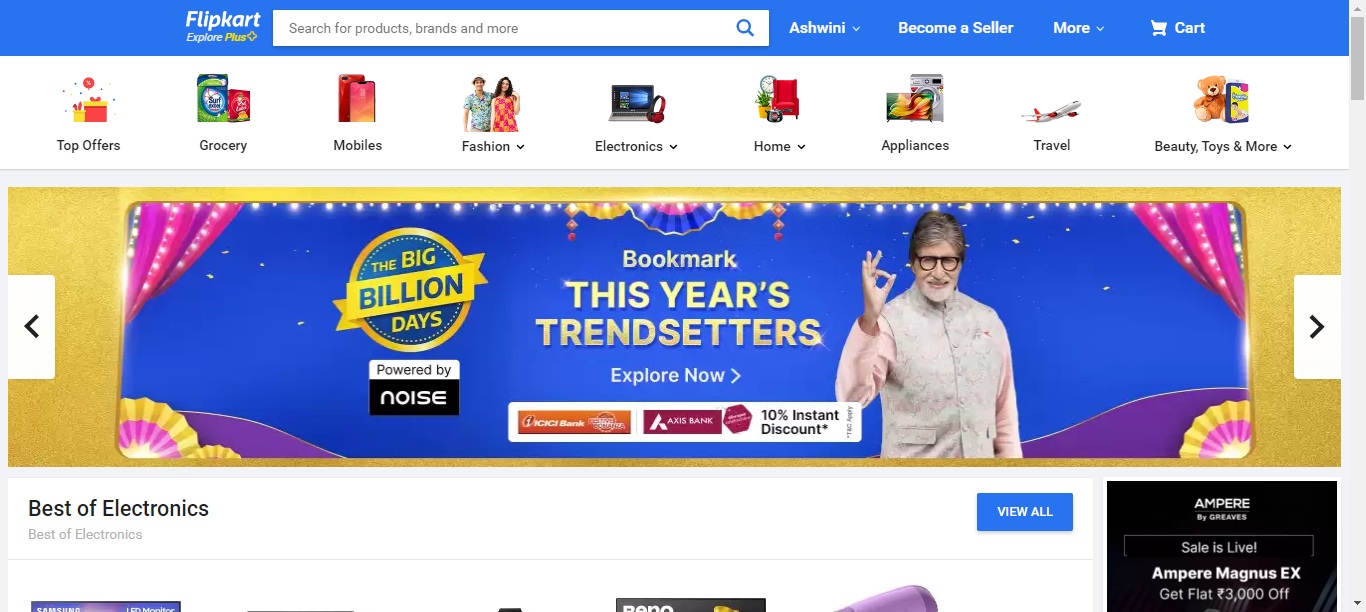 Flipkart
Explore Plus
Search for products, brands and more
Ashwini
Become a Seller
More
Cart
Top Offers
Grocery
Mobiles
Fashion
Electronics
Home
Appliances
Travel
Beauty, Toys & More
Surf excel
THE BIG
BILLION
DAYS
Powered by
noise
Bookmark
THIS YEAR'S
TRENDSETTERS
Explore Now
ICICI Bank
AXIS BANK
10% Instant
Discount*
*T&C Apply
Best of Electronics
Best of Electronics
VIEW ALL
AMPERE
By GREAVES
Sale is Live!
Ampere Magnus EX
Get Flat ₹3,000 Off
SAMSUNG
LED Monitor
BenQ